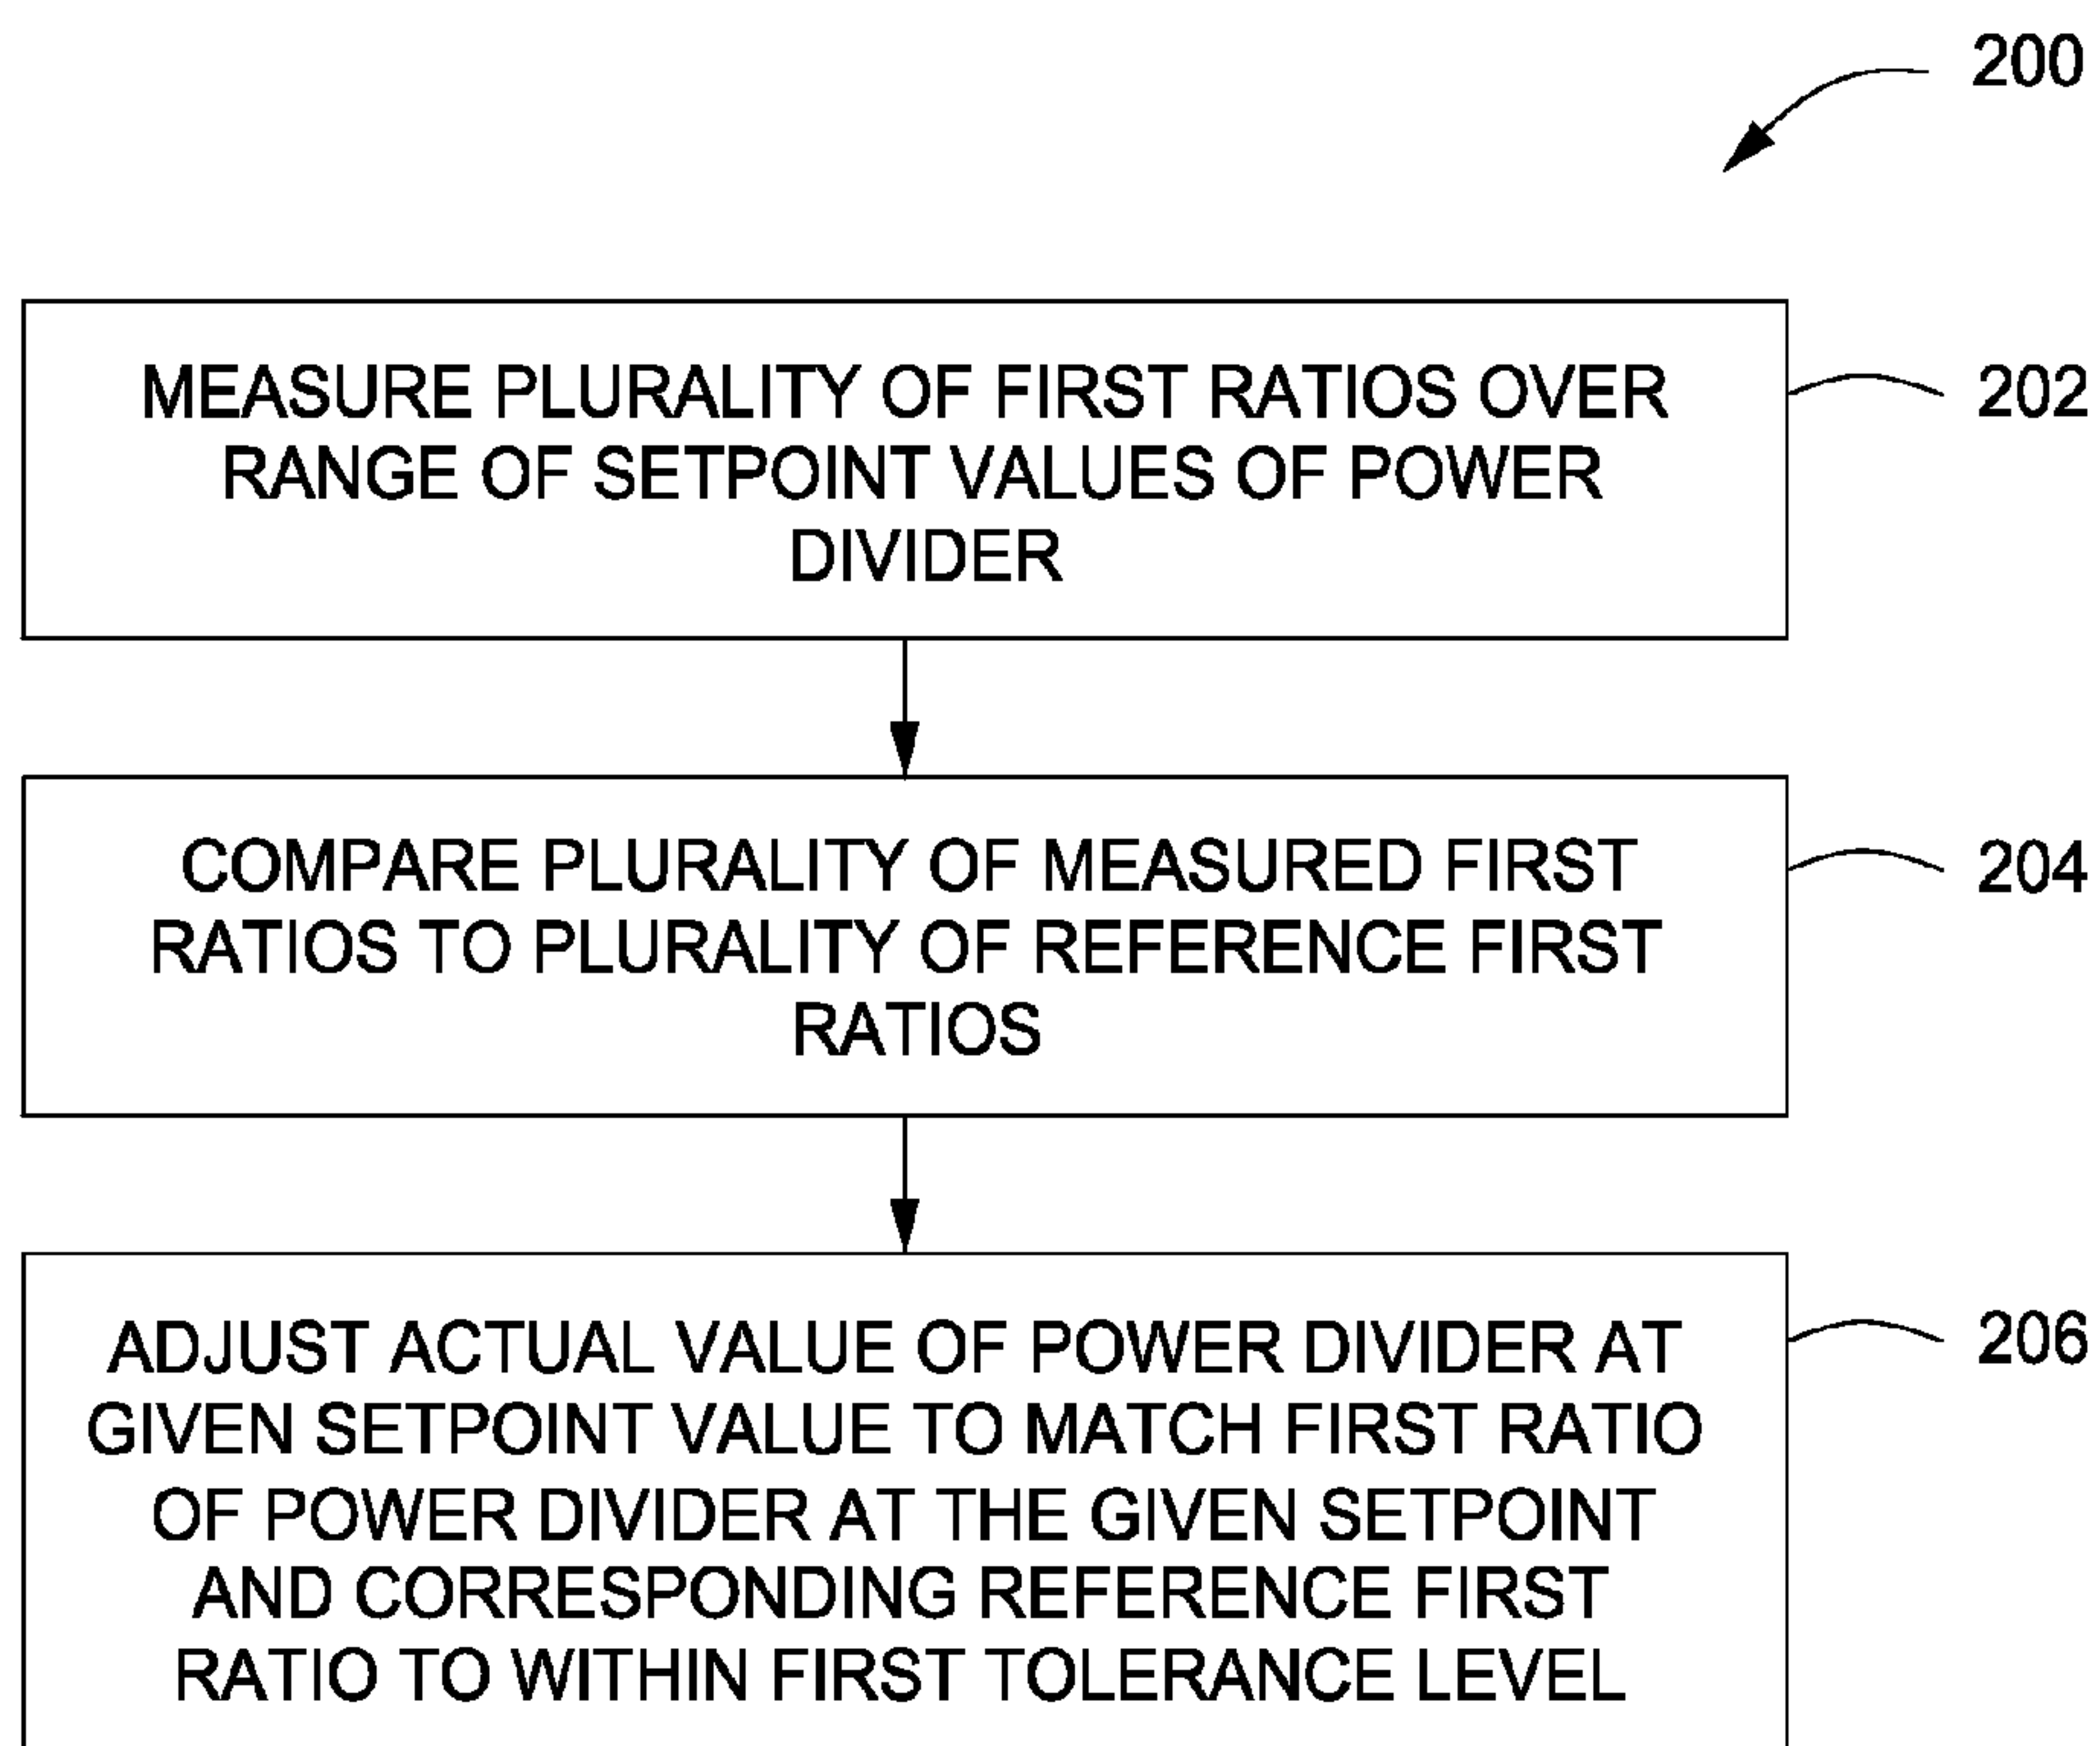 200
MEASURE PLURALITY OF FIRST RATIOS OVER
RANGE OF SETPOINT VALUES OF POWER
DIVIDER
202
COMPARE PLURALITY OF MEASURED FIRST
RATIOS TO PLURALITY OF REFERENCE FIRST
RATIOS
204
ADJUST ACTUAL VALUE OF POWER DIVIDER AT
GIVEN SETPOINT VALUE TO MATCH FIRST RATIO
OF POWER DIVIDER AT THE GIVEN SETPOINT
AND CORRESPONDING REFERENCE FIRST
RATIO TO WITHIN FIRST TOLERANCE LEVEL
206